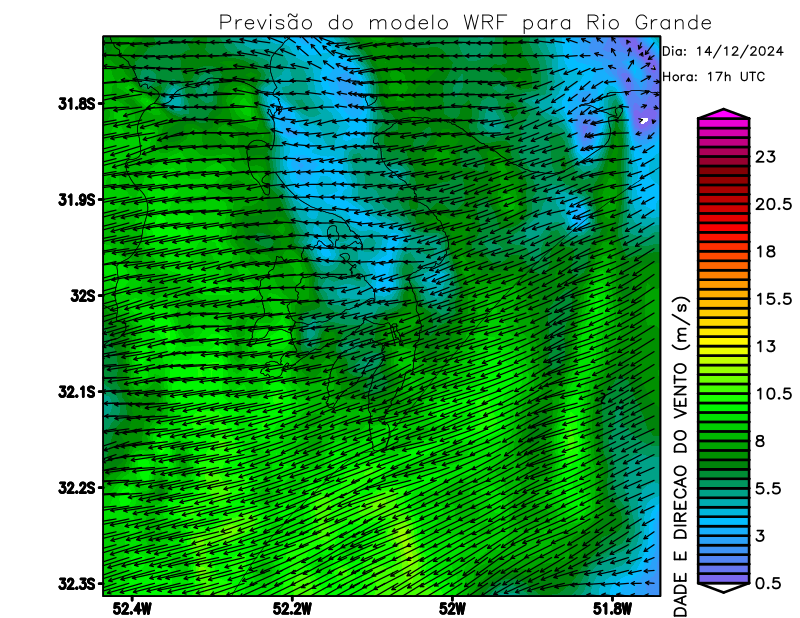 Previsão do modelo WRF para Rio Grande
Dia: 14/12/2024
Hora: 17h UTC
31.8S
31.9S
32S
32.1S
32.2S
32.3S
52.4W
52.2W
52W
51.8W
23
20.5
18
15.5
13
10.5
8
5.5
3
0.5
DADE E DIRECAO DO VENTO (m/s)